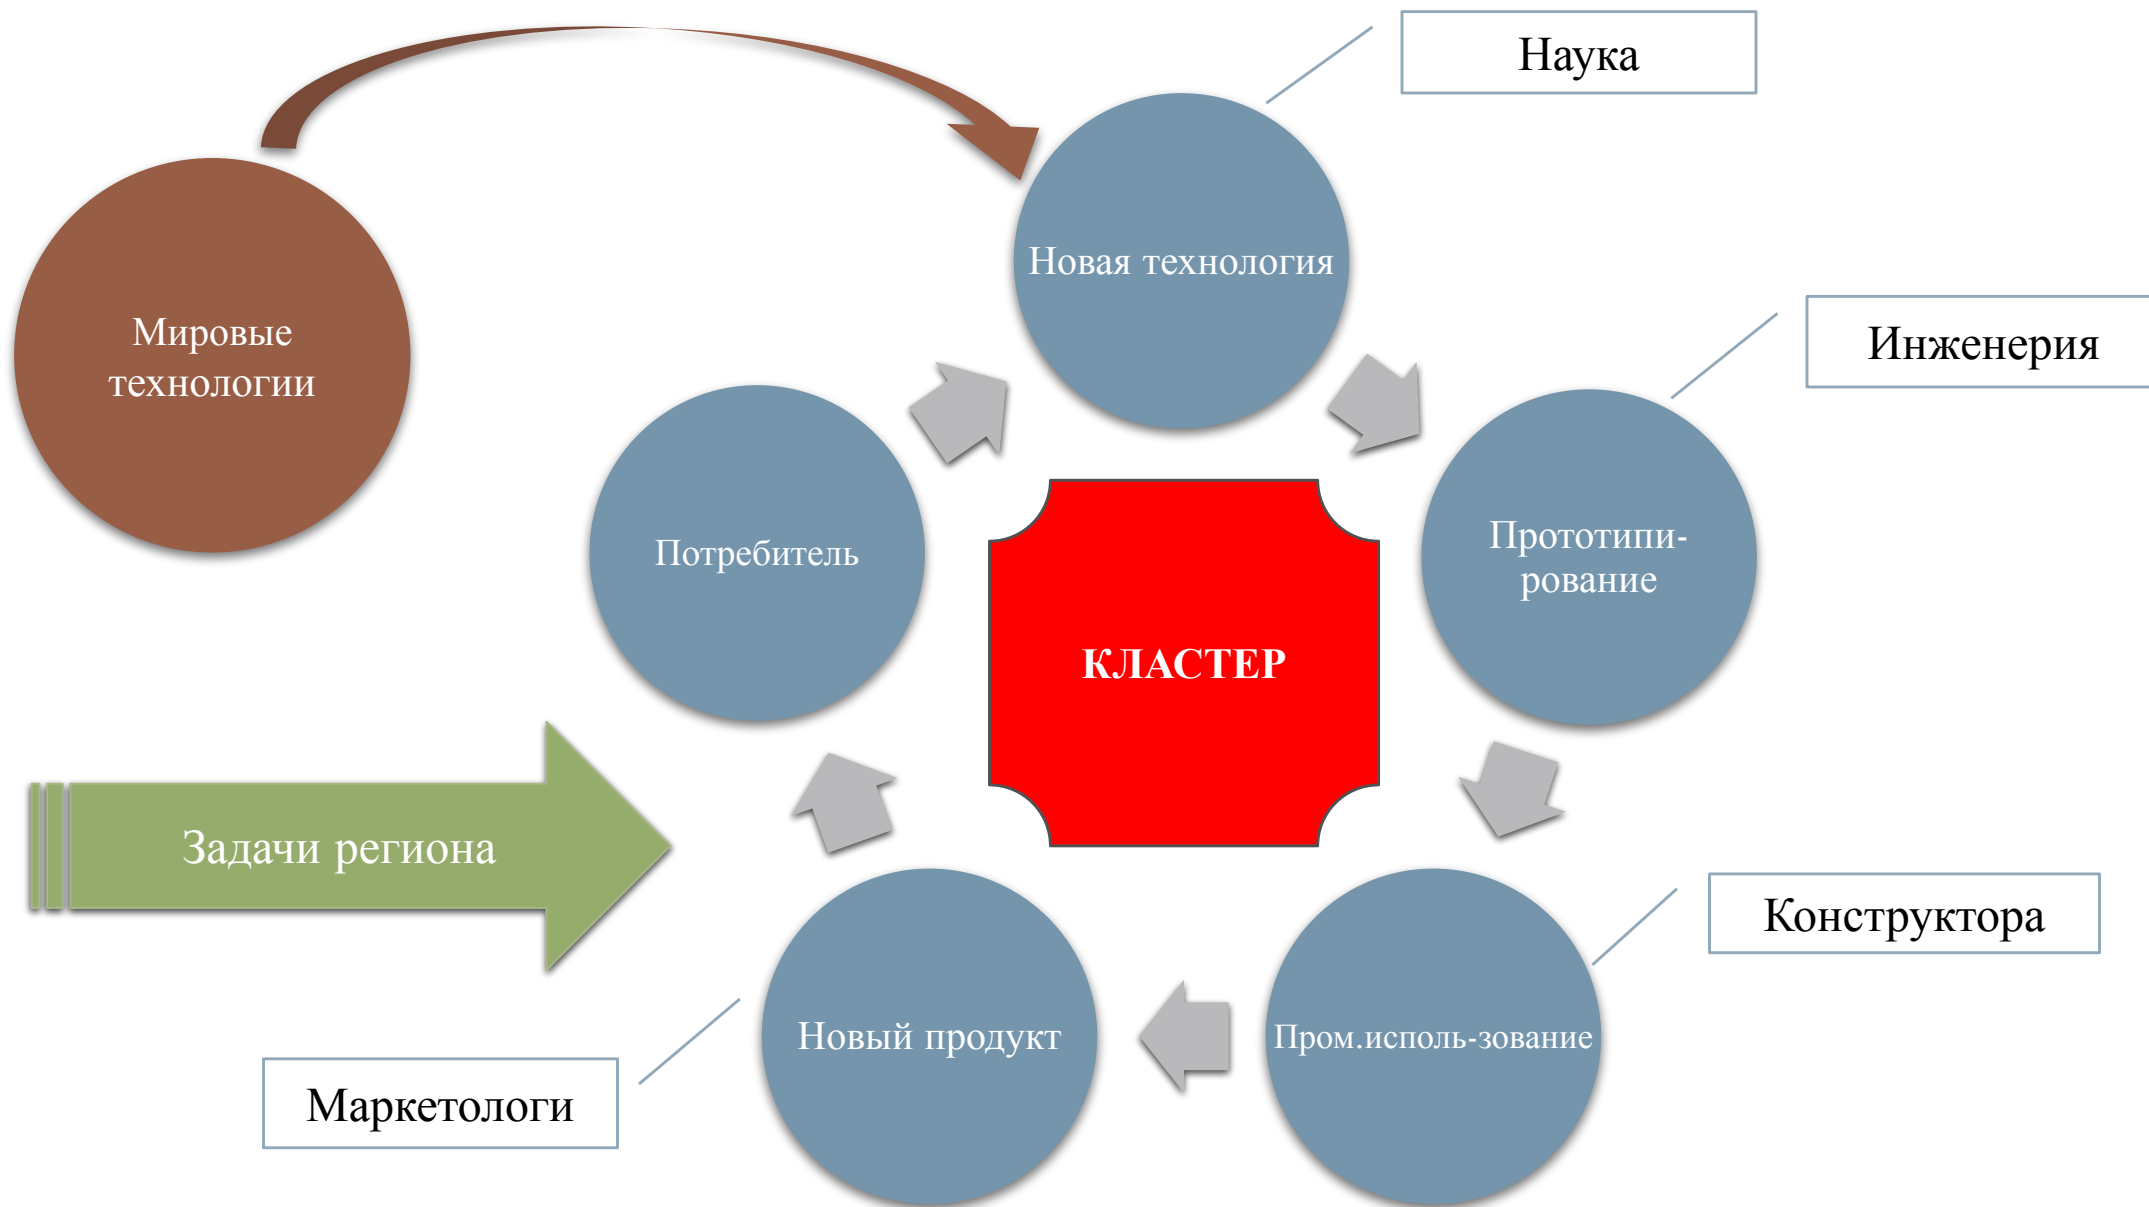 Наука
Новая технология
Инженерия
Мировые
технологии
Прототипи-
рование
Потребитель
КЛАСТЕР
Задачи региона
Конструктора
Новый продукт
Пром.исполь-зование
Маркетологи